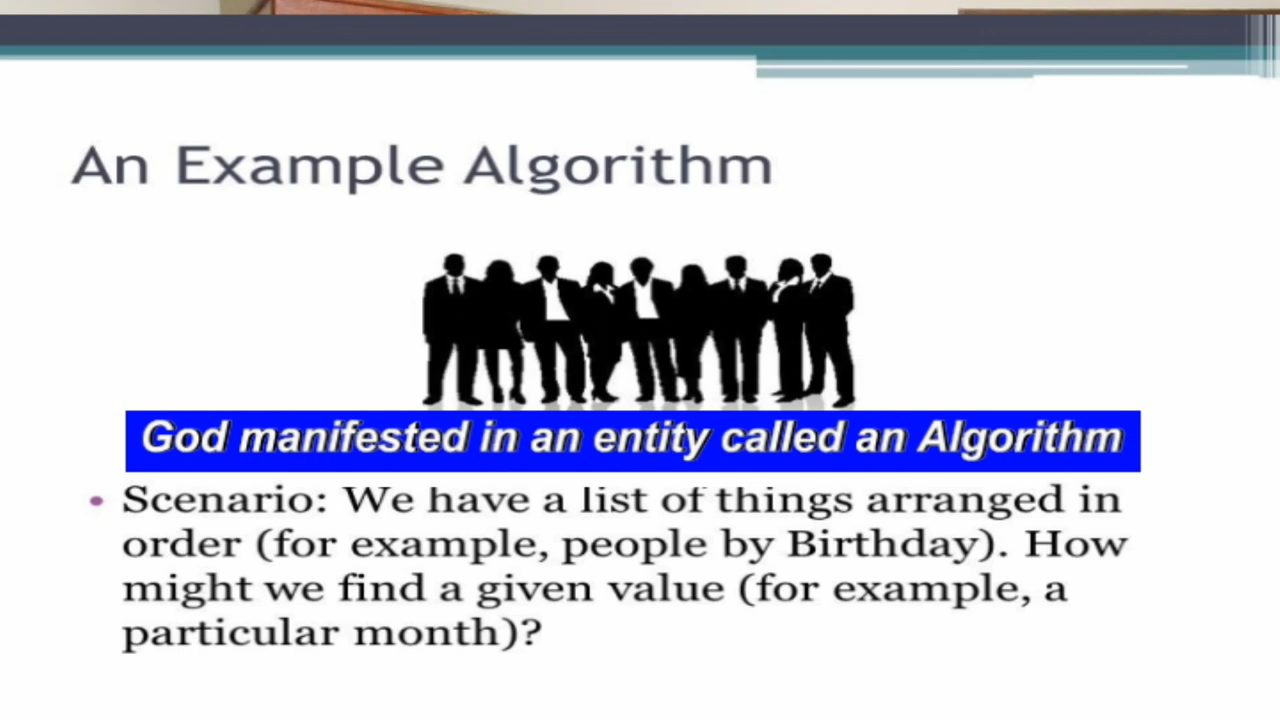 An Example Algorithm
God manifested in an entity called an Algorithm
• Scenario: We have a list of things arranged in
order (for example, people by Birthday). How
might we find a given value (for example, a
particular month)?